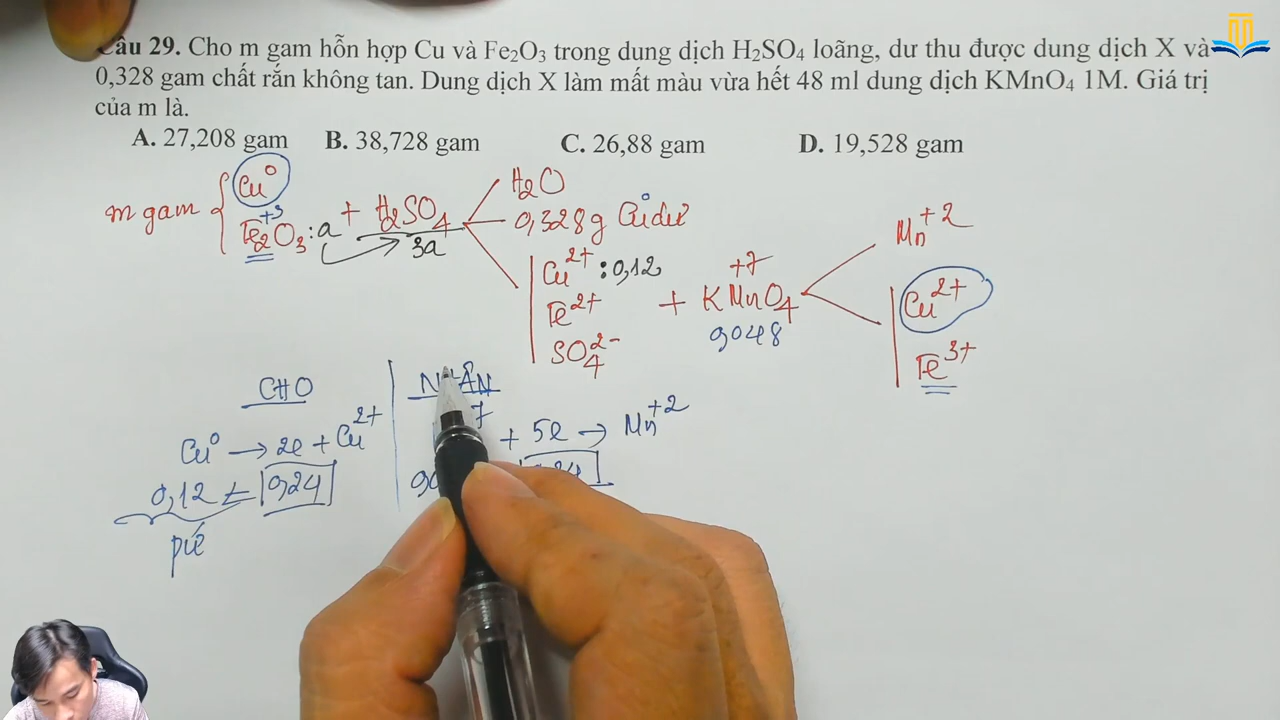 Câu 29. Cho m gam hỗn hợp Cu và Fe₂O₃ trong dung dịch H₂SO₄ loãng, dư thu được dung dịch X và
0,328 gam chất rắn không tan. Dung dịch X làm mất màu vừa hết 48 ml dung dịch KMnO₄ 1M. Giá trị
của m là.
A. 27,208 gam B. 38,728 gam C. 26,88 gam D. 19,528 gam
Cu⁰ H₂O
m gam + H₂SO₄ 0,328g Cu⁰ dư Mn⁺²
+3
Fe₂O₃ : a 3a
Cu²⁺ : 0,12 +7
Fe²⁺ + KMnO₄ Cu²⁺
SO₄²⁻ 0,048 Fe³⁺
CHO NHẬN
Cu⁰ → 2e + Cu²⁺ + 5e → Mn⁺²
0,12 ← 0,24 0,24
pứ